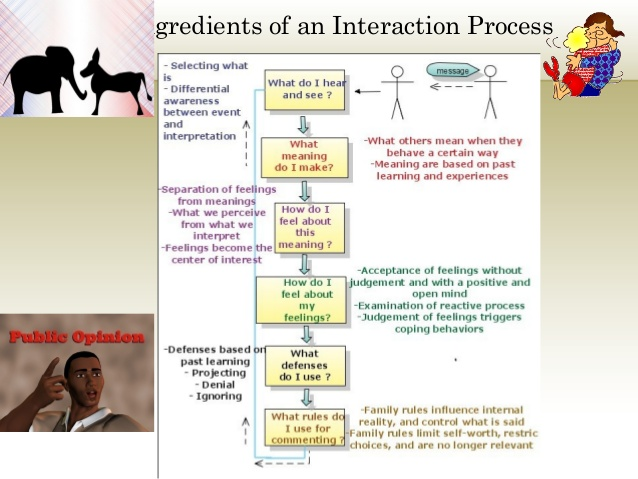 gredients of an Interaction Process
- Selecting what
is
- Differential
awareness
between event
and
interpretation
What do I hear
and see ?
message
What
meaning
do I make?
-What others mean when they
behave a certain way
-Meaning are based on past
learning and experiences
-Separation of feelings
from meanings
-What we perceive
from what we
interpret
-Feelings become the
center of interest
How do I
feel about
this
meaning ?
How do I
feel about
my
feelings?
-Acceptance of feelings without
judgement and with a positive and
open mind
-Examination of reactive process
-Judgement of feelings triggers
coping behaviors
Public Opinion
-Defenses based on
past learning
- Projecting
- Denial
- Ignoring
What
defenses
do I use ?
What rules do
I use for
commenting ?
-Family rules influence internal
reality, and control what is said
-Family rules limit self-worth, restric
choices, and are no longer relevant